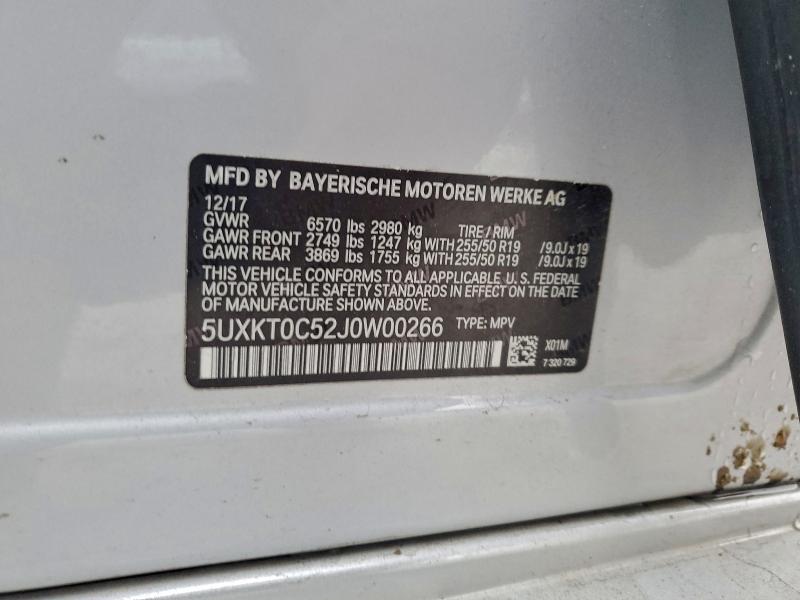 MFD BY BAYERISCHE MOTOREN WERKE AG
12/17
GVWR 6570 lbs 2980 kg TIRE / RIM
GAWR FRONT 2749 lbs 1247 kg WITH 255/50 R19 /9.0J x 19
GAWR REAR 3869 lbs 1755 kg WITH 255/50 R19 /9.0J x 19
THIS VEHICLE CONFORMS TO ALL APPLICABLE U. S. FEDERAL
MOTOR VEHICLE SAFETY STANDARDS IN EFFECT ON THE DATE
OF MANUFACTURE SHOWN ABOVE.
5UXKT0C52J0W00266 TYPE: MPV
X01M
7 320 729